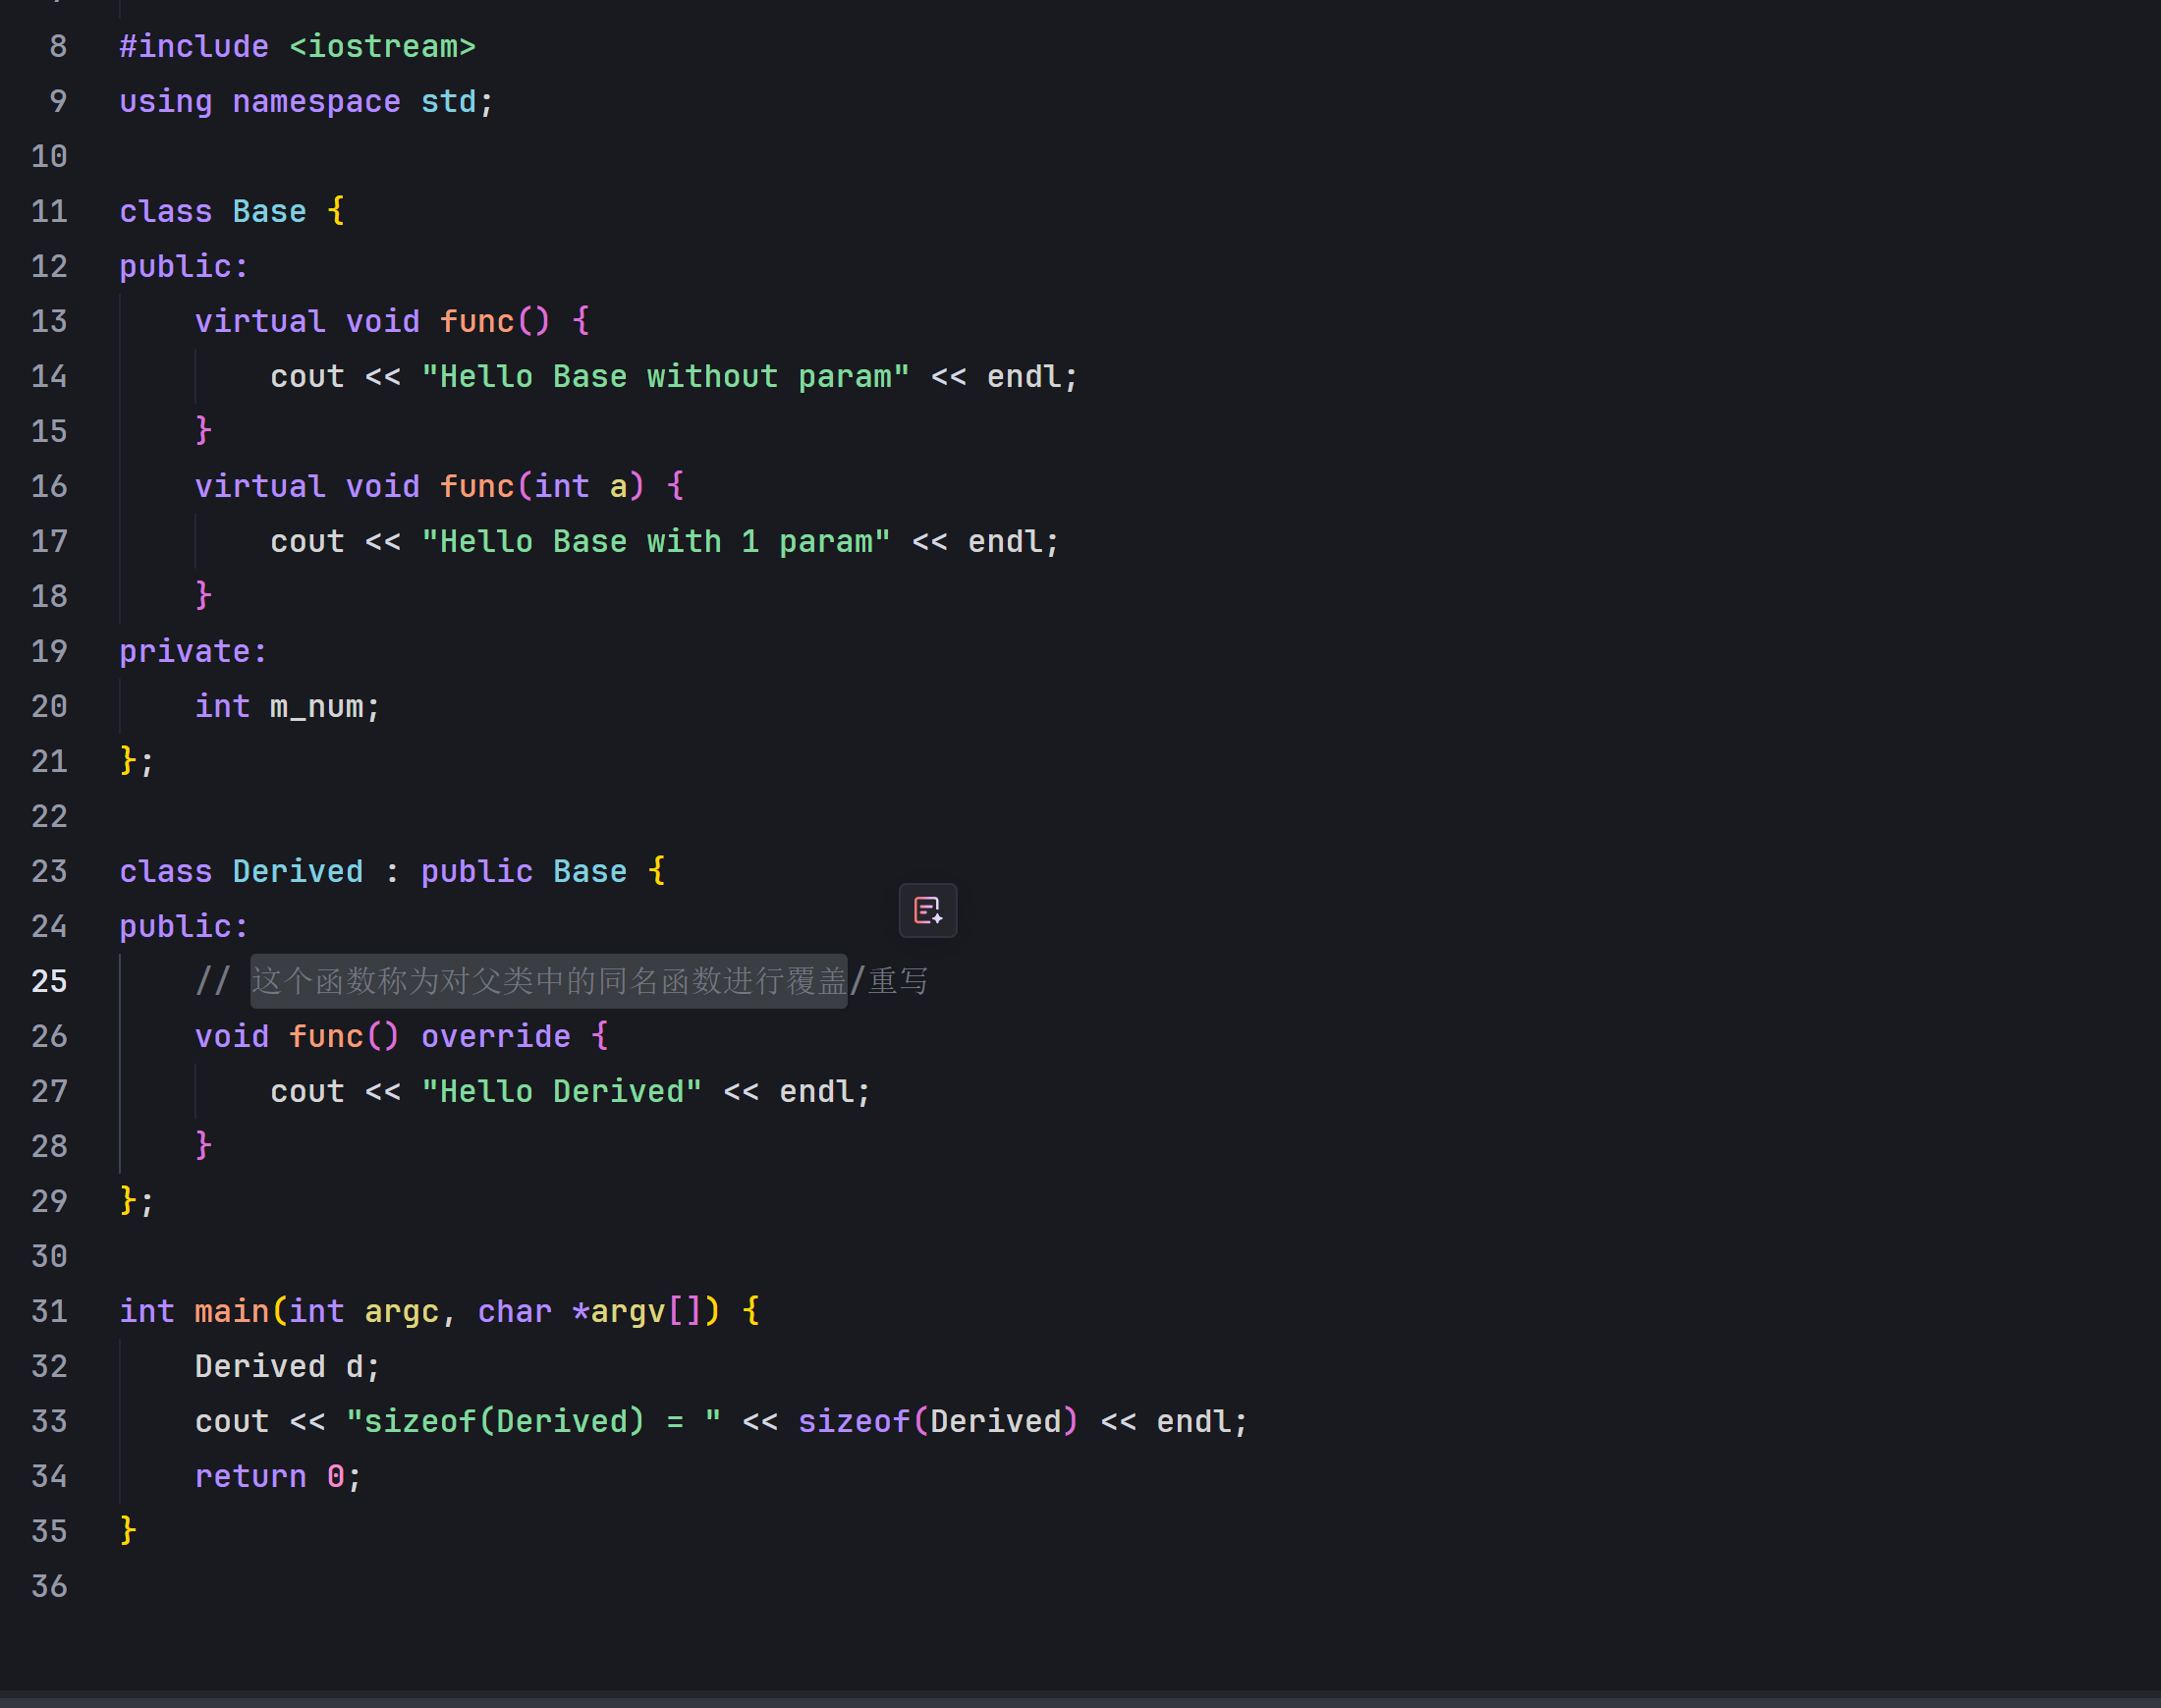 8 #include <iostream>
9 using namespace std;
10
11 class Base {
12 public:
13     virtual void func() {
14         cout << "Hello Base without param" << endl;
15     }
16     virtual void func(int a) {
17         cout << "Hello Base with 1 param" << endl;
18     }
19 private:
20     int m_num;
21 };
22
23 class Derived : public Base {
24 public:
25     // 这个函数称为对父类中的同名函数进行覆盖/重写
26     void func() override {
27         cout << "Hello Derived" << endl;
28     }
29 };
30
31 int main(int argc, char *argv[]) {
32     Derived d;
33     cout << "sizeof(Derived) = " << sizeof(Derived) << endl;
34     return 0;
35 }
36